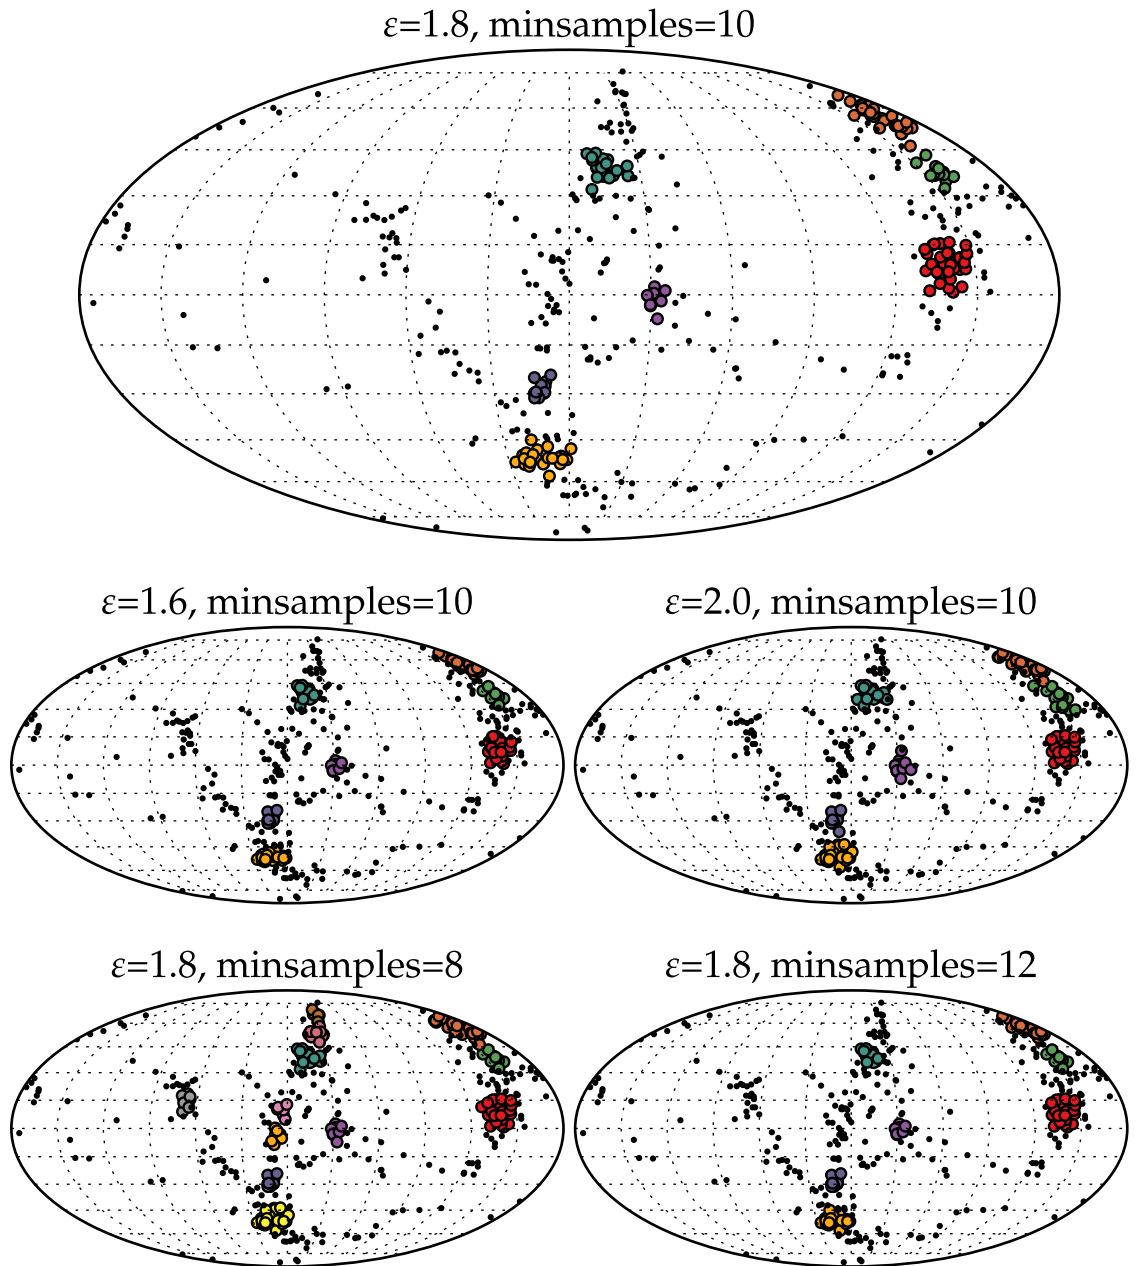 ε=1.8, minsamples=10
ε=1.6, minsamples=10
ε=2.0, minsamples=10
ε=1.8, minsamples=8
ε=1.8, minsamples=12